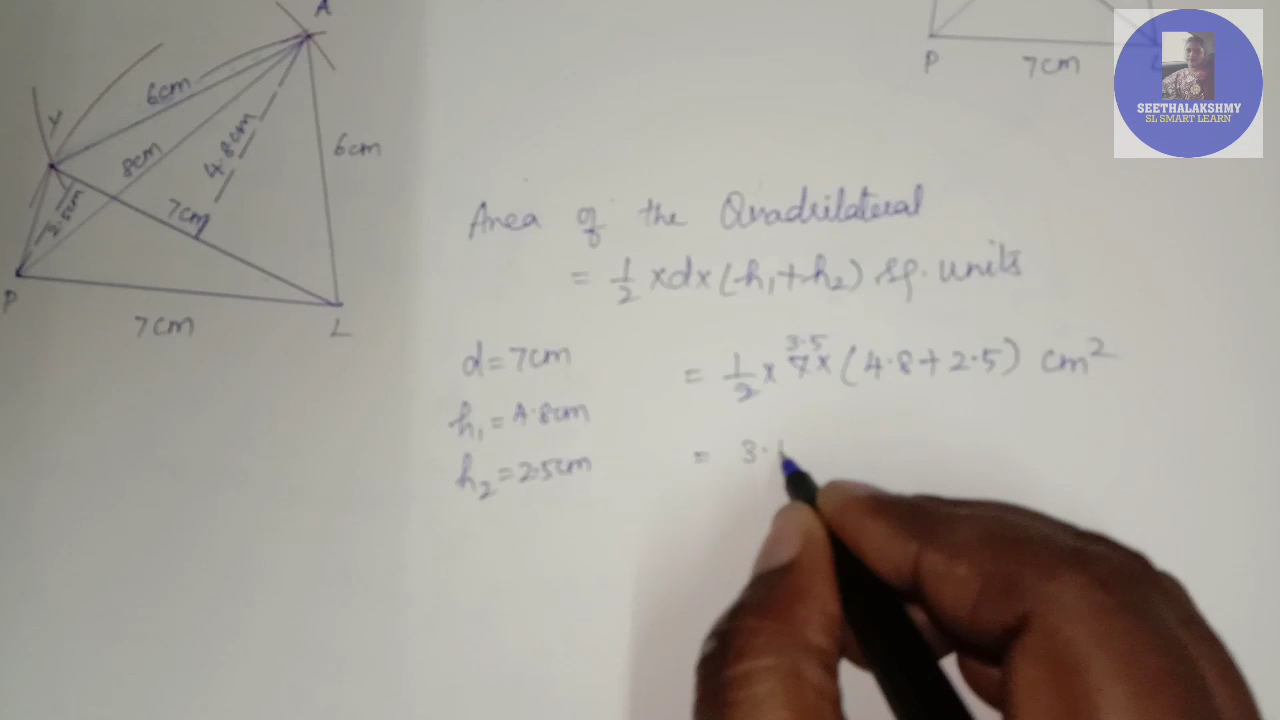 A
6cm
8cm
4.8cm
6cm
2.5cm
7cm
P
7cm
L
P
7cm
SEETHALAKSHMY
SL SMART LEARN
Area of the Quadrilateral
= 1/2 × d × (h₁ + h₂) sq. units
d = 7cm
= 1/2 × 7 × (4.8 + 2.5) cm²
3.5
h₁ = 4.8cm
h₂ = 2.5cm
= 3.